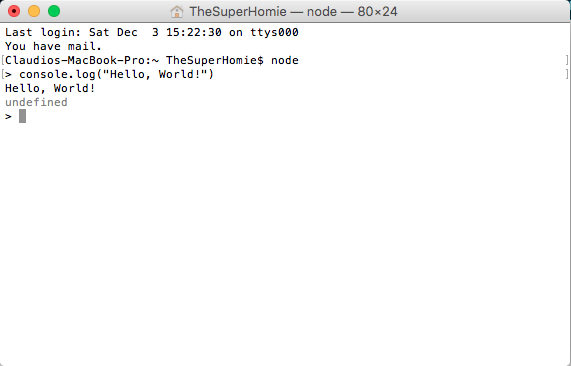 TheSuperHomie — node — 80×24
Last login: Sat Dec  3 15:22:30 on ttys000
You have mail.
[Claudios-MacBook-Pro:~ TheSuperHomie$ node ]
[> console.log("Hello, World!") ]
Hello, World!
undefined
>